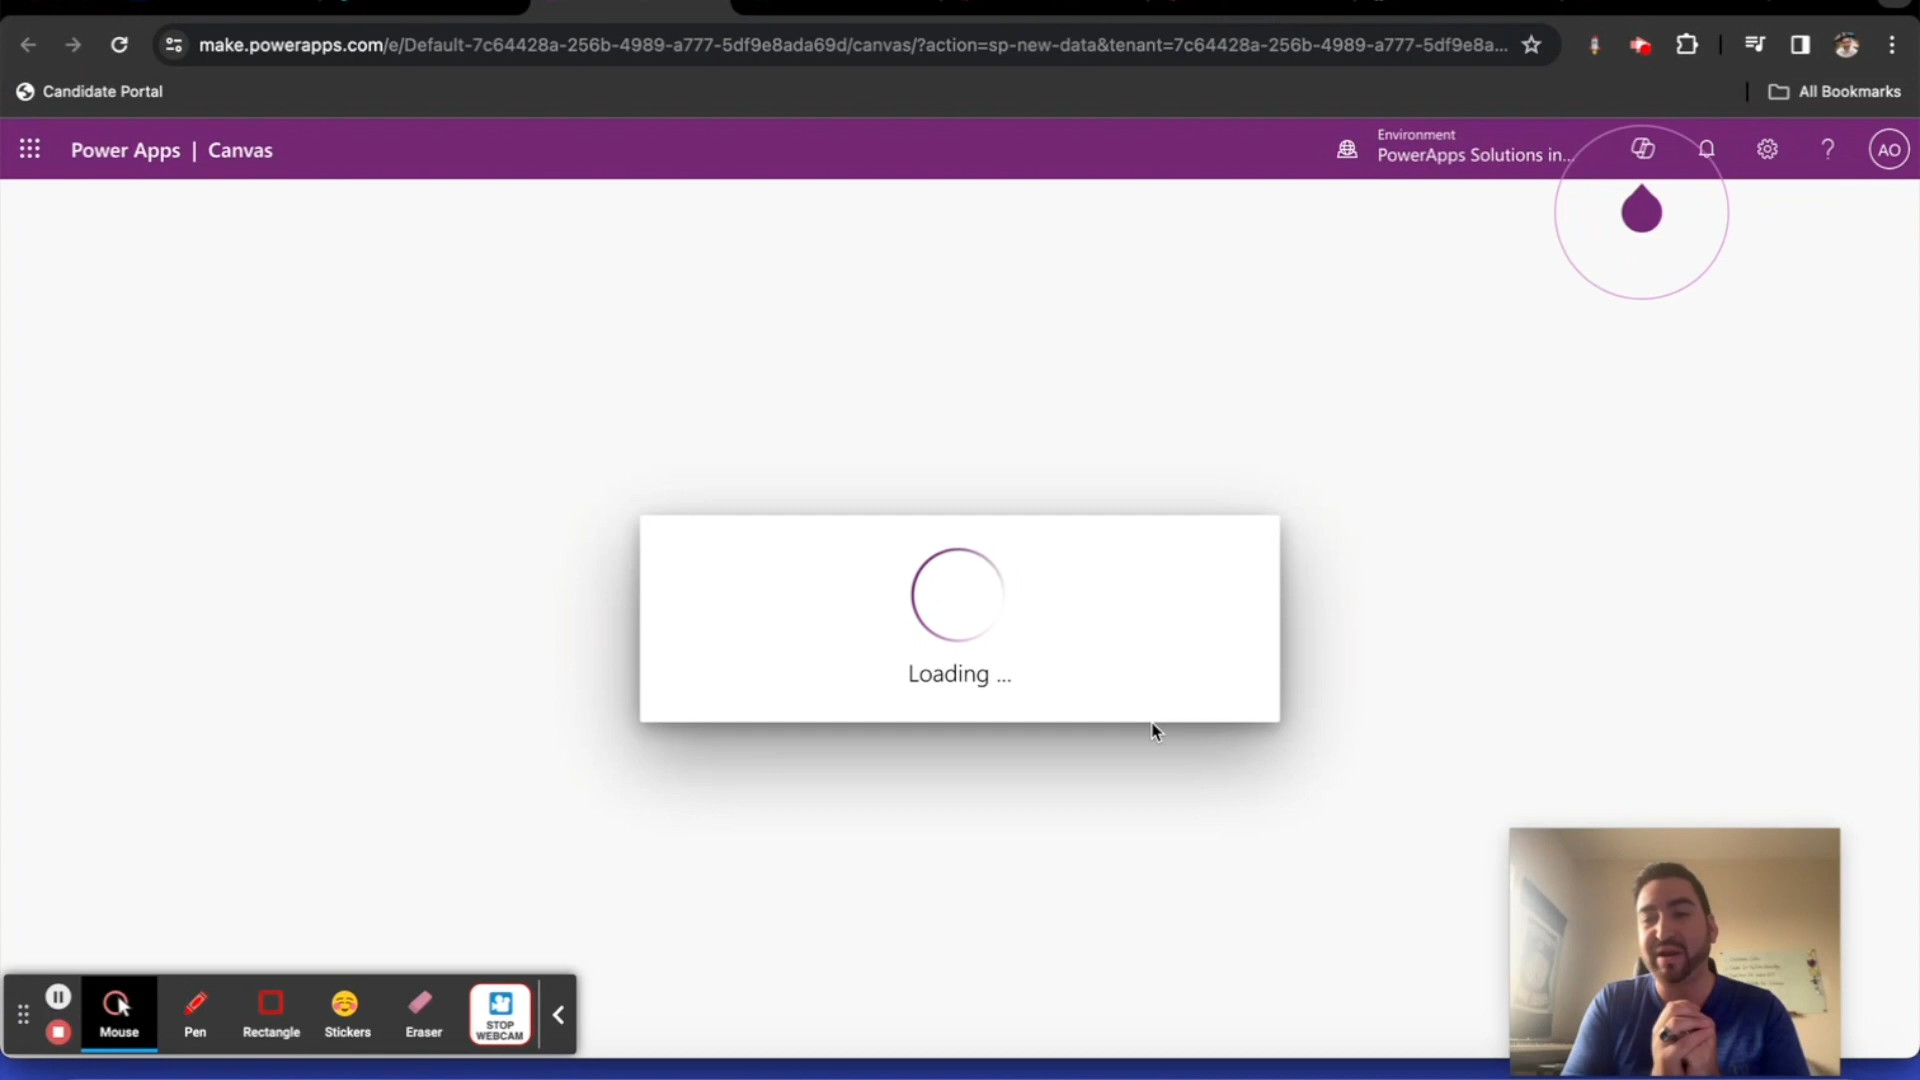 make.powerapps.com/e/Default-7c64428a-256b-4989-a777-5df9e8ada69d/canvas/?action=sp-new-data&tenant=7c64428a-256b-4989-a777-5df9e8a...
Candidate Portal
All Bookmarks
Power Apps | Canvas
Environment
PowerApps Solutions in...
?
AO
Loading ...
Mouse
Pen
Rectangle
Stickers
Eraser
STOP
WEBCAM